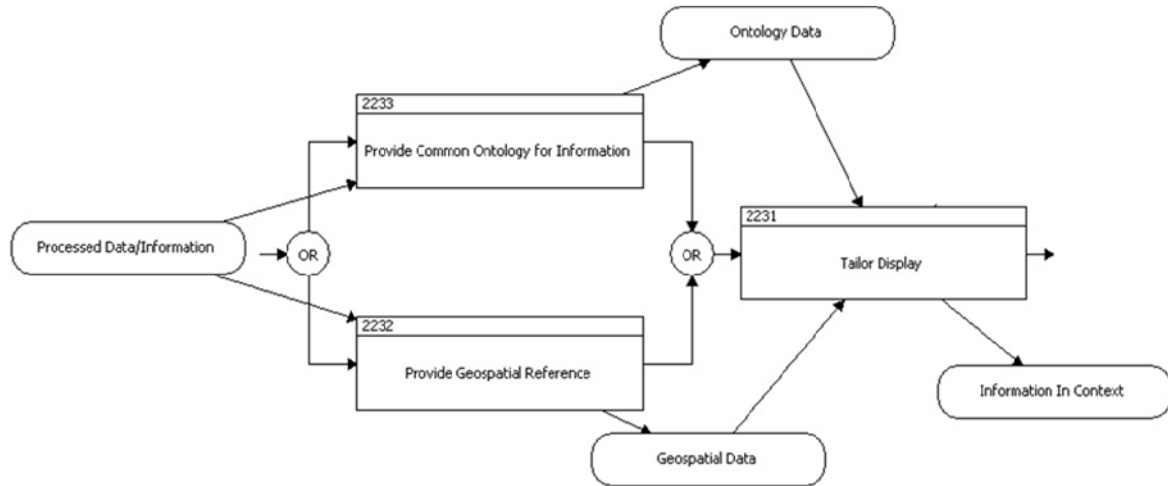 Ontology Data
2233
Provide Common Ontology for Information
Processed Data/Information
OR
OR
2231
Tailor Display
2232
Provide Geospatial Reference
Information In Context
Geospatial Data